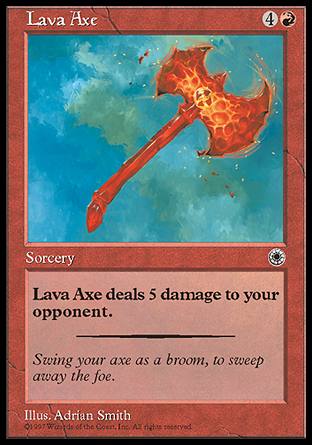 Lava Axe 4
Sorcery
Lava Axe deals 5 damage to your
opponent.
Swing your axe as a broom, to sweep
away the foe.
Illus. Adrian Smith
©1997 Wizards of the Coast, Inc. All rights reserved.